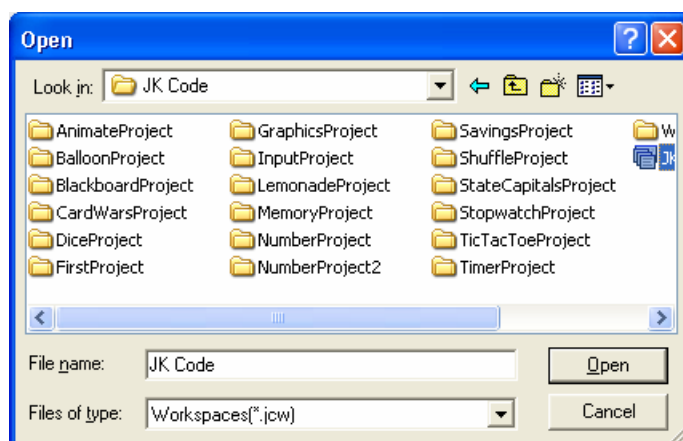 Open
Look in: JK Code
AnimateProject GraphicsProject SavingsProject W
BalloonProject InputProject ShuffleProject JK
BlackboardProject LemonadeProject StateCapitalsProject
CardWarsProject MemoryProject StopwatchProject
DiceProject NumberProject TicTacToeProject
FirstProject NumberProject2 TimerProject
File name: JK Code Open
Files of type: Workspaces(*.jcw) Cancel